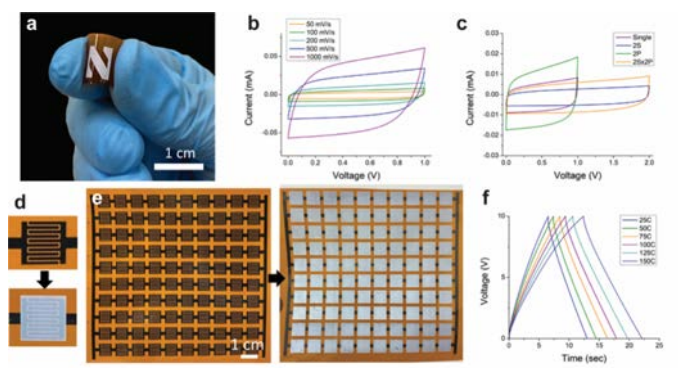 a
N
1 cm
b
50 mV/s
100 mV/s
200 mV/s
500 mV/s
1000 mV/s
Current (mA)
0.05
0.00
0.0 0.2 0.4 0.6 0.8 1.0
Voltage (V)
c
Single
2S
2P
2Sx2P
Current (mA)
0.03
0.02
0.01
0.00
-0.01
-0.02
-0.03
0.0 0.5 1.0 1.5 2.0
Voltage (V)
d
e
1 cm
f
25C
50C
75C
100C
125C
150C
Voltage (V)
10
5
0
0 5 10 15 20 25
Time (sec)